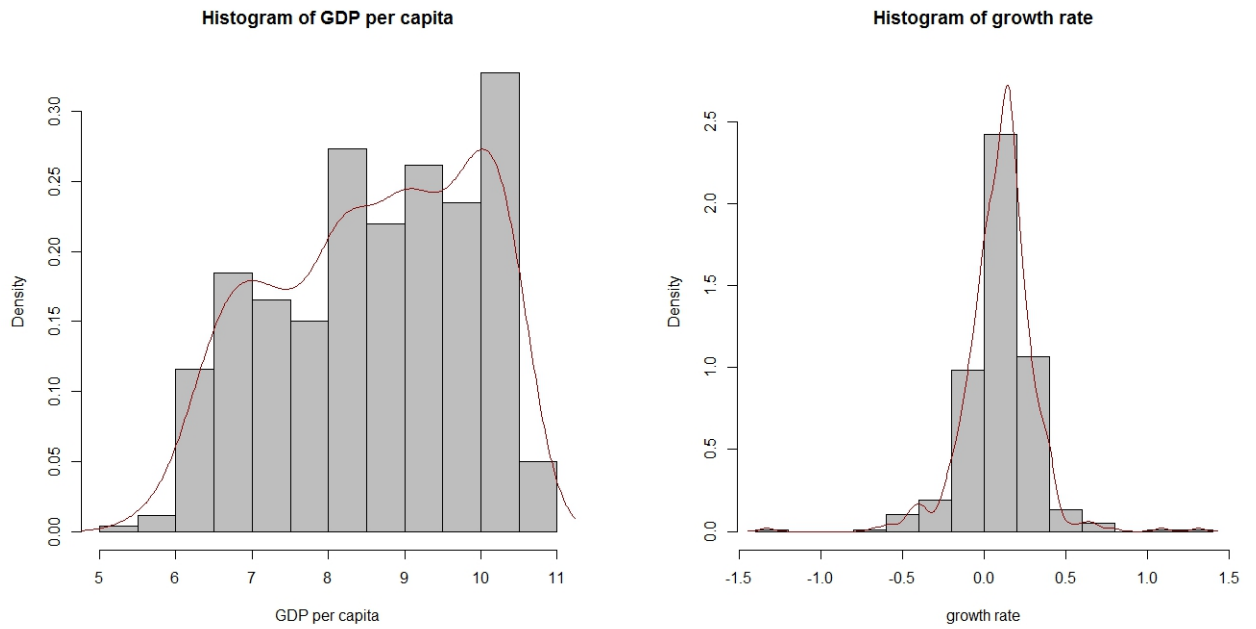 Histogram of GDP per capita
Density
0.30
0.25
0.20
0.15
0.10
0.05
0.00
5 6 7 8 9 10 11
GDP per capita
Histogram of growth rate
Density
2.5
2.0
1.5
1.0
0.5
0.0
-1.5 -1.0 -0.5 0.0 0.5 1.0 1.5
growth rate